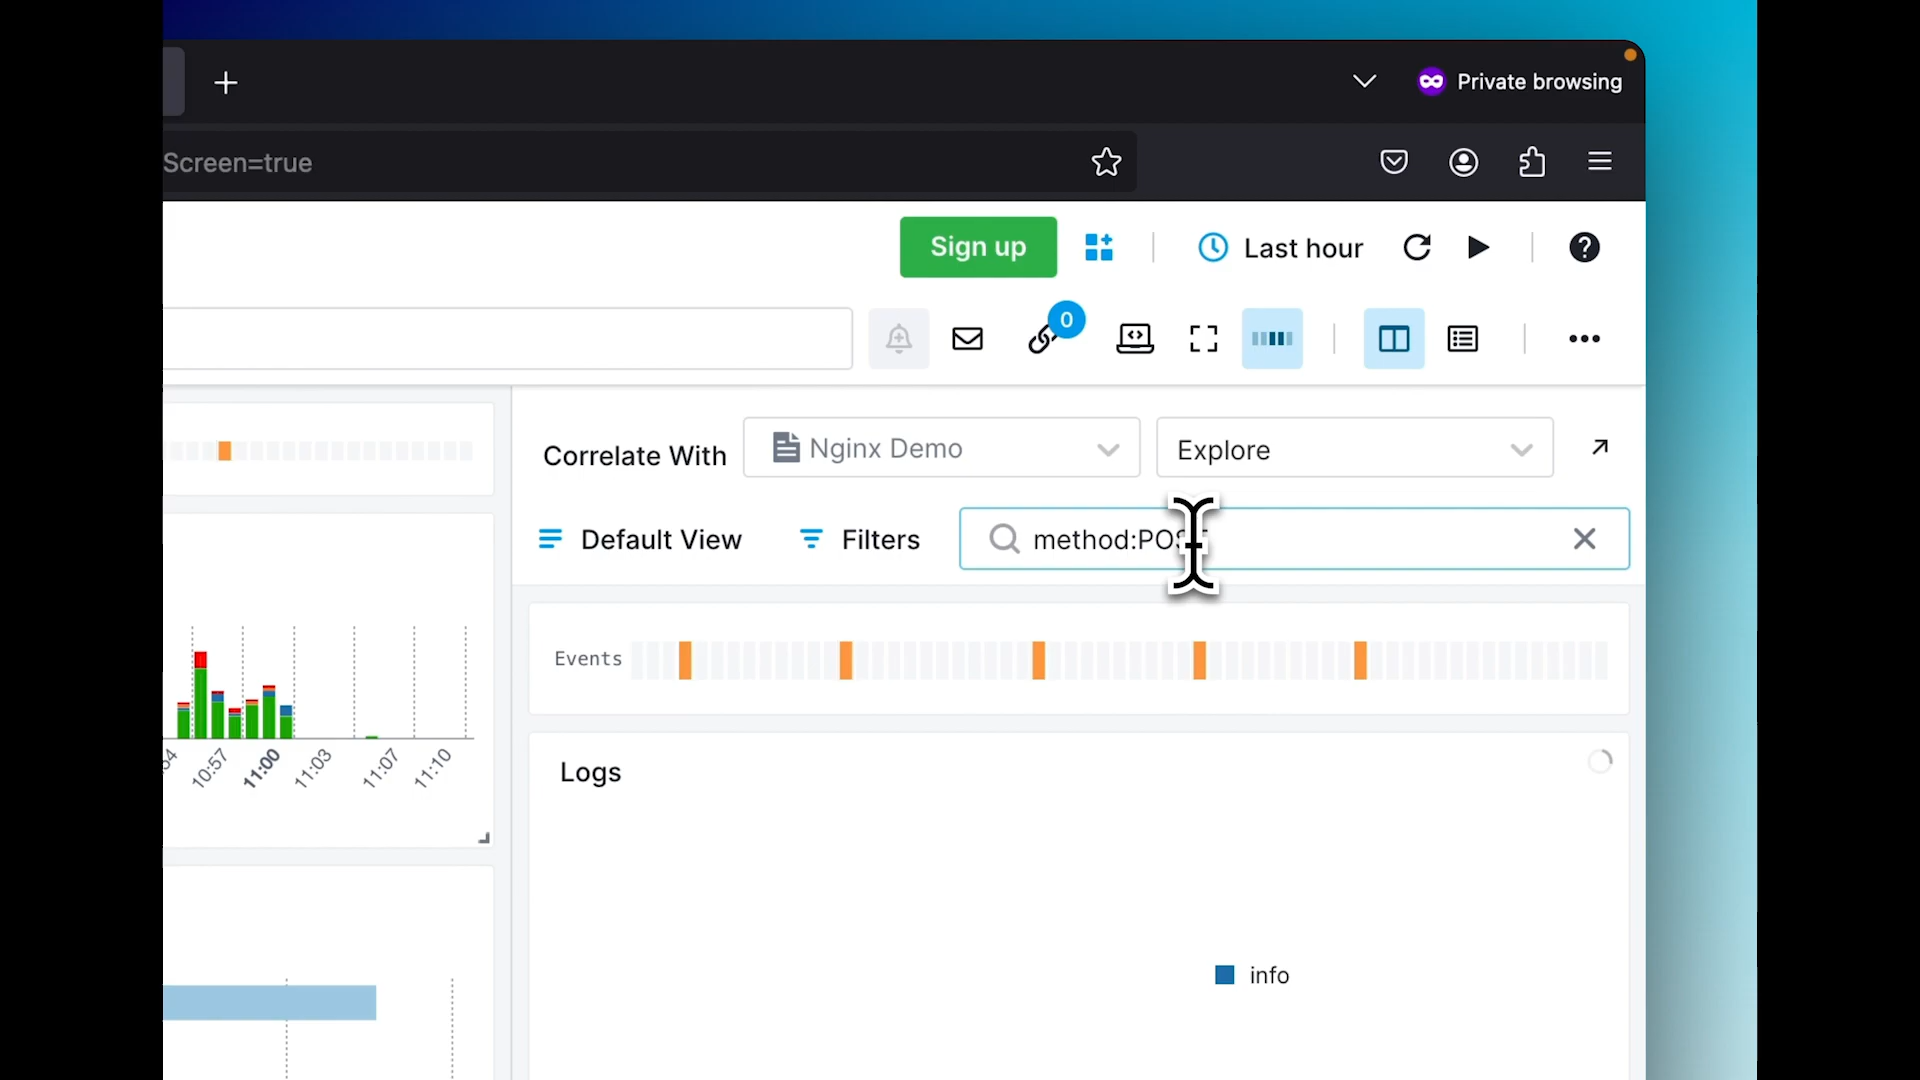 Private browsing
Screen=true
Sign up
Last hour
0
Correlate With
Nginx Demo
Explore
Default View
Filters
method:POST
Events
10:57
11:00
11:03
11:07
11:10
Logs
info